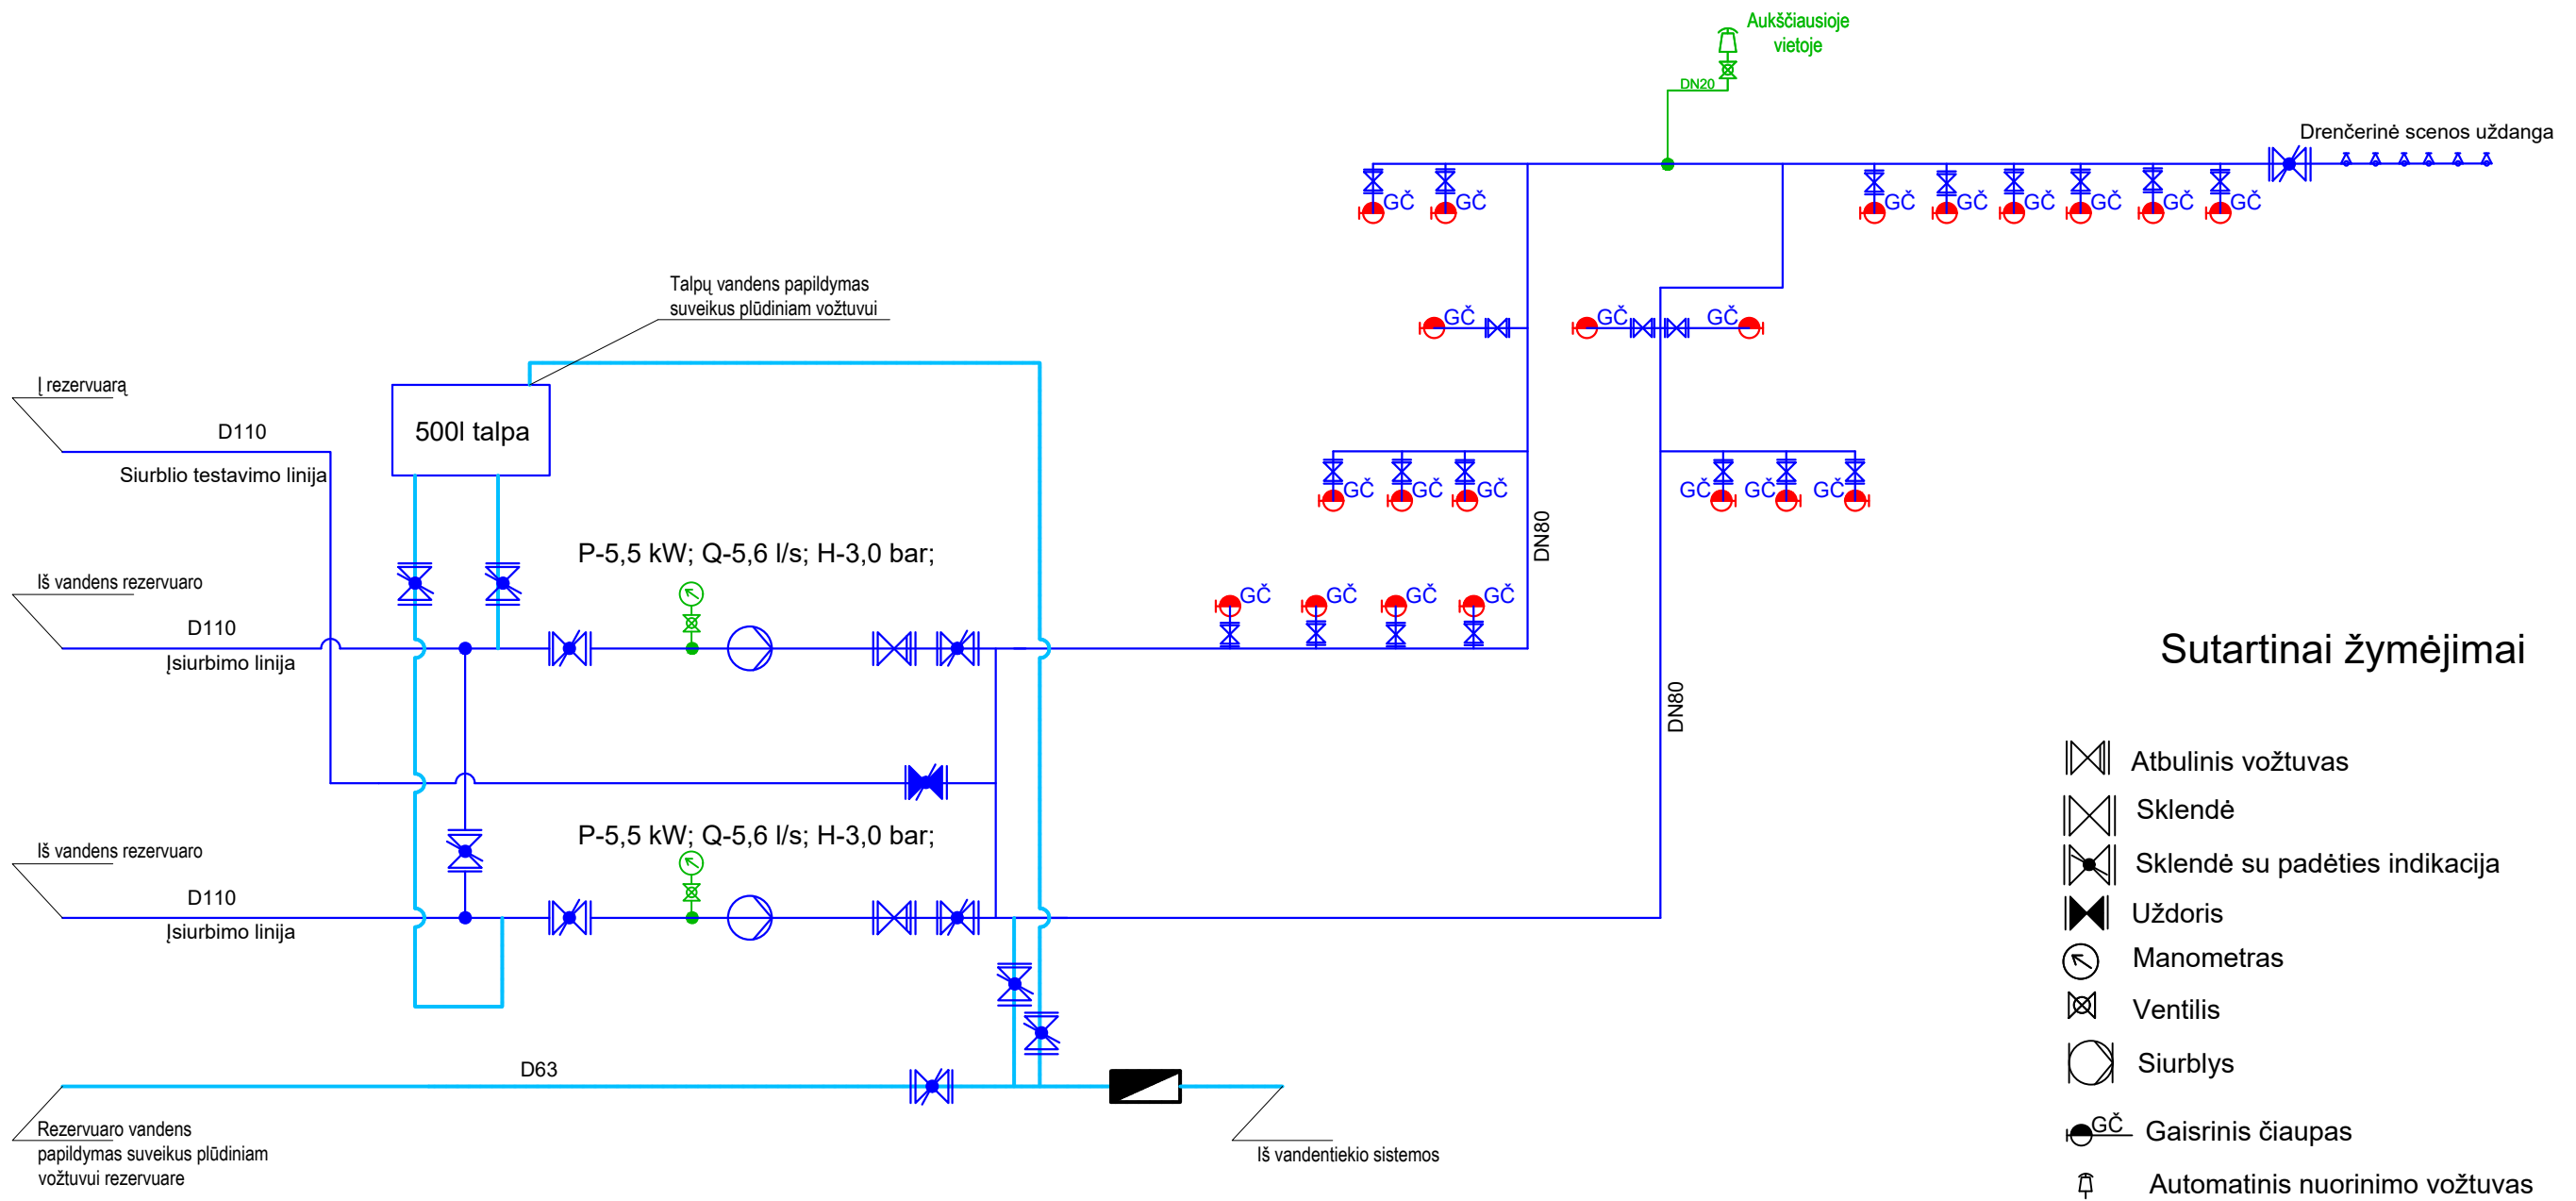 Aukščiausioje
vietoje
DN20
Drenčerinė scenos uždanga
GČ GČ GČ GČ GČ GČ GČ GČ
Talpų vandens papildymas
suveikus plūdiniam vožtuvui
GČ GČ GČ
Į rezervuarą
D110
500l talpa
Siurblio testavimo linija
GČ GČ GČ GČ GČ GČ
DN80
P-5,5 kW; Q-5,6 l/s; H-3,0 bar;
Iš vandens rezervuaro
GČ GČ GČ GČ
D110
Įsiurbimo linija
DN80
P-5,5 kW; Q-5,6 l/s; H-3,0 bar;
Iš vandens rezervuaro
D110
Įsiurbimo linija
D63
Rezervuaro vandens
papildymas suveikus plūdiniam
vožtuvui rezervuare
Iš vandentiekio sistemos
Sutartinai žymėjimai
Atbulinis vožtuvas
Sklendė
Sklendė su padėties indikacija
Uždoris
Manometras
Ventilis
Siurblys
GČ Gaisrinis čiaupas
Automatinis nuorinimo vožtuvas